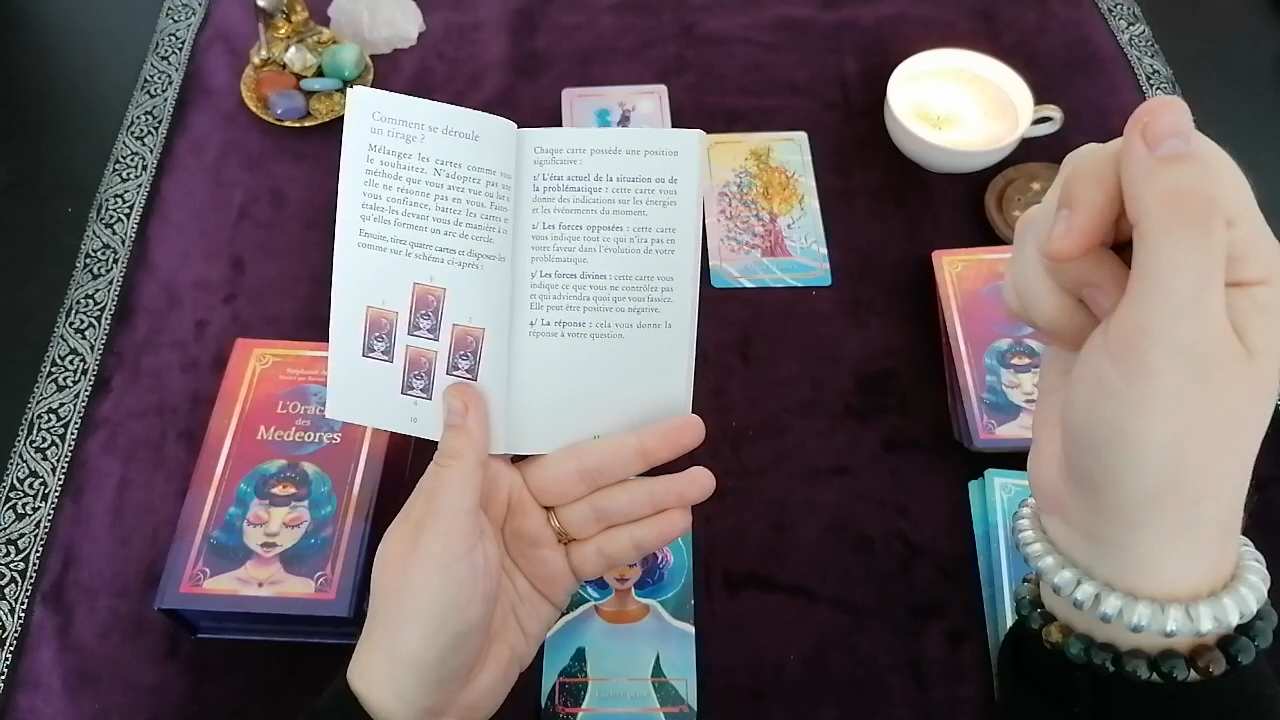 Comment se déroule
un tirage ?
Mélangez les cartes comme vous
le souhaitez. N'adoptez pas une
méthode que vous avez vue ou lue si
elle ne résonne pas en vous. Faites-
vous confiance, battez les cartes et
étalez-les devant vous de manière à ce
qu'elles forment un arc de cercle.
Ensuite, tirez quatre cartes et disposez-les
comme sur le schéma ci-après :
4
10
Chaque carte possède une position
significative :
1/ L'état actuel de la situation ou de
la problématique : cette carte vous
donne des indications sur les énergies
et les événements du moment.
2/ Les forces opposées : cette carte
vous indique tout ce qui n'ira pas en
votre faveur dans l'évolution de votre
problématique.
3/ Les forces divines : cette carte vous
indique ce que vous ne contrôlez pas
et qui adviendra quoi que vous fassiez.
Elle peut être positive ou négative.
4/ La réponse : cela vous donne la
réponse à votre question.
L'Orac
des
Medeores